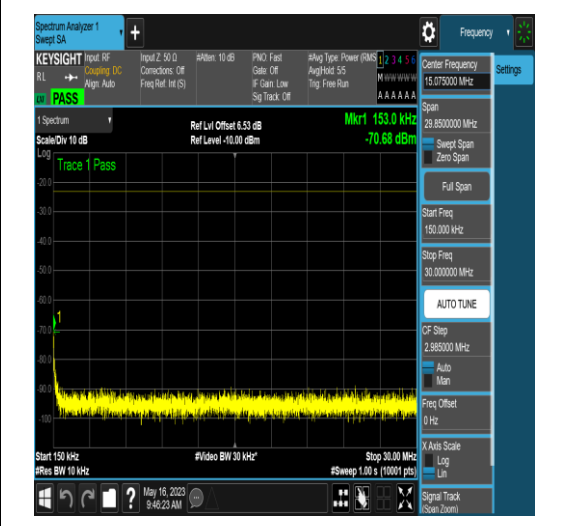 Spectrum Analyzer 1
Swept SA
+
Frequency
KEYSIGHT
RL
Input: RF
Coupling: DC
Align: Auto
Input Z: 50 Ω
Corrections: Off
Freq Ref: Int (S)
#Atten: 10 dB
PNO: Fast
Gate: Off
IF Gain: Low
Sig Track: Off
#Avg Type: Power (RMS
Avg|Hold: 5/5
Trig: Free Run
1 2 3 4 5 6
M W W W W W
A A A A A A
LXI
PASS
Center Frequency
15.075000 MHz
Settings
Span
29.8500000 MHz
Swept Span
Zero Span
Full Span
Start Freq
150.000 kHz
Stop Freq
30.000000 MHz
AUTO TUNE
CF Step
2.985000 MHz
Auto
Man
Freq Offset
0 Hz
X Axis Scale
Log
Lin
Signal Track
(Span Zoom)
1 Spectrum
Scale/Div 10 dB
Ref Lvl Offset 6.53 dB
Ref Level -10.00 dBm
Mkr1 153.0 kHz
-70.68 dBm
Log
Trace 1 Pass
-20.0
-30.0
-40.0
-50.0
-60.0
-70.0
-80.0
-90.0
-100
1
Start 150 kHz
#Res BW 10 kHz
#Video BW 30 kHz*
Stop 30.00 MHz
#Sweep 1.00 s (10001 pts)
?
May 16, 2023
9:46:23 AM